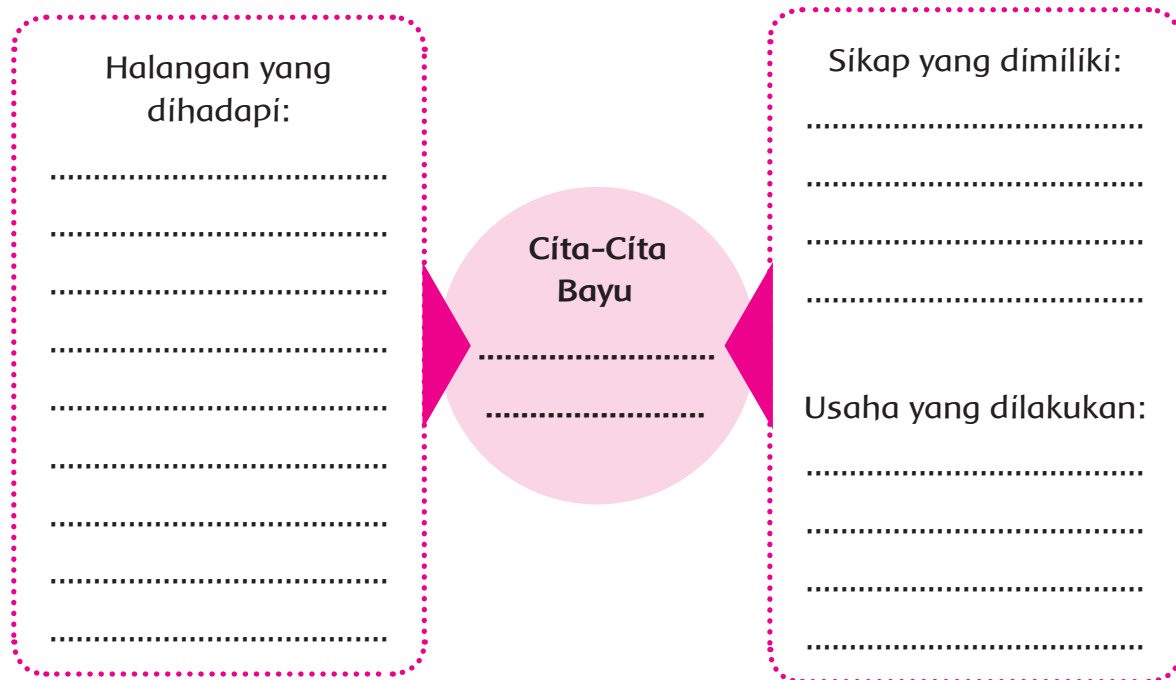 Halangan yang
dihadapi:
Cita-Cita
Bayu
Sikap yang dimiliki:
Usaha yang dilakukan: